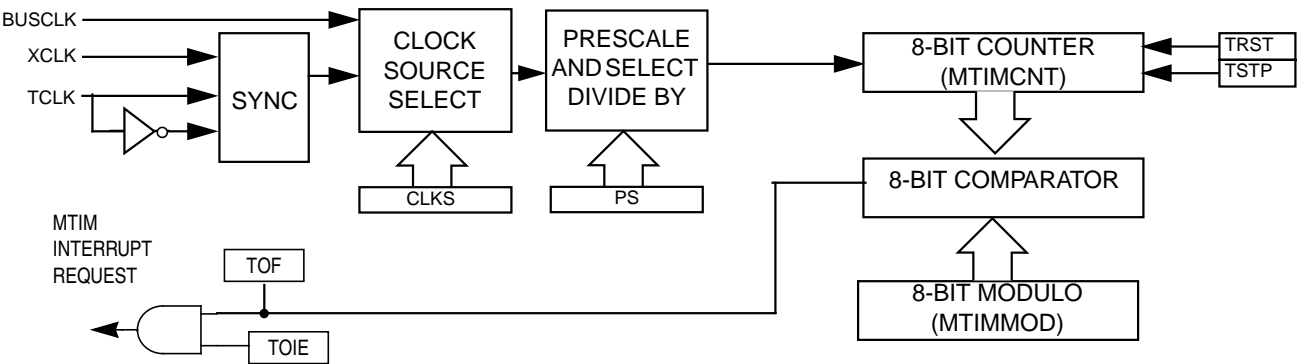 BUSCLK
XCLK
TCLK
SYNC
CLOCK
SOURCE
SELECT
CLKS
PRESCALE
AND SELECT
DIVIDE BY
PS
8-BIT COUNTER
(MTIMCNT)
TRST
TSTP
8-BIT COMPARATOR
8-BIT MODULO
(MTIMMOD)
MTIM
INTERRUPT
REQUEST
TOF
TOIE